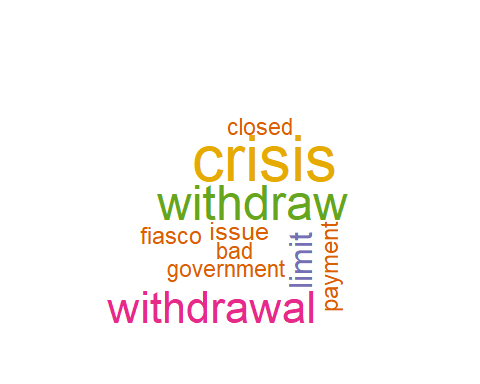 closed
crisis
withdraw
fiasco issue
bad
government
limit
payment
withdrawal